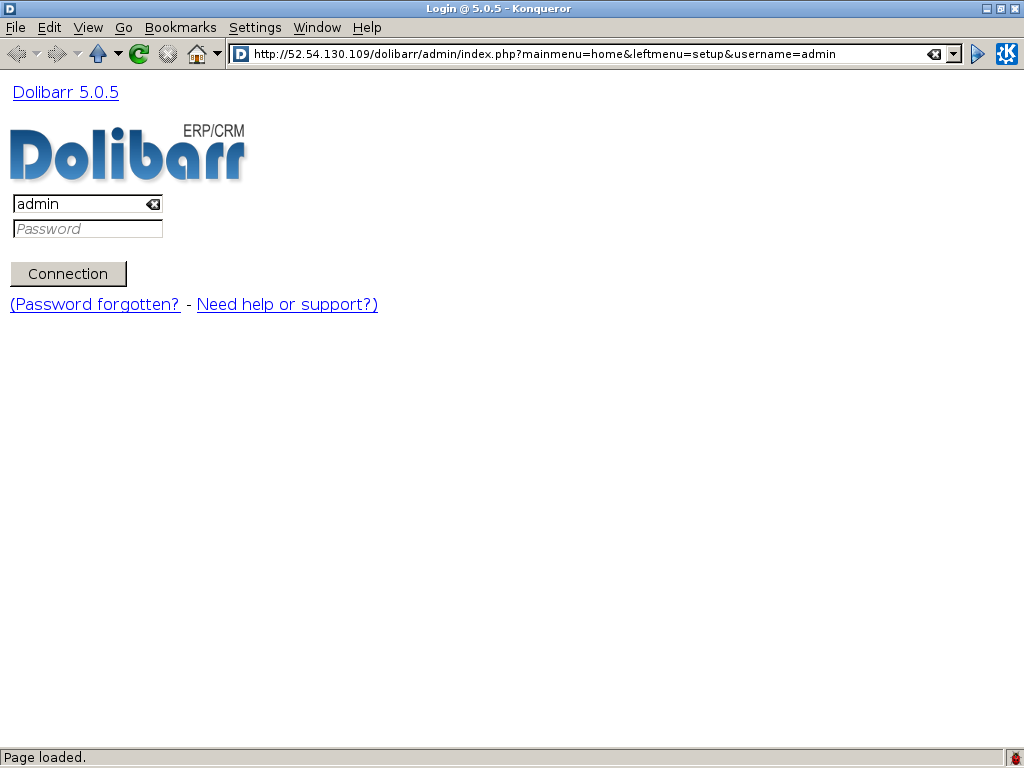 Login @ 5.0.5 - Konqueror
File Edit View Go Bookmarks Settings Window Help
http://52.54.130.109/dolibarr/admin/index.php?mainmenu=home&leftmenu=setup&username=admin
Dolibarr 5.0.5
ERP/CRM
Dolibarr
admin
Password
Connection
(Password forgotten? - Need help or support?)
Page loaded.